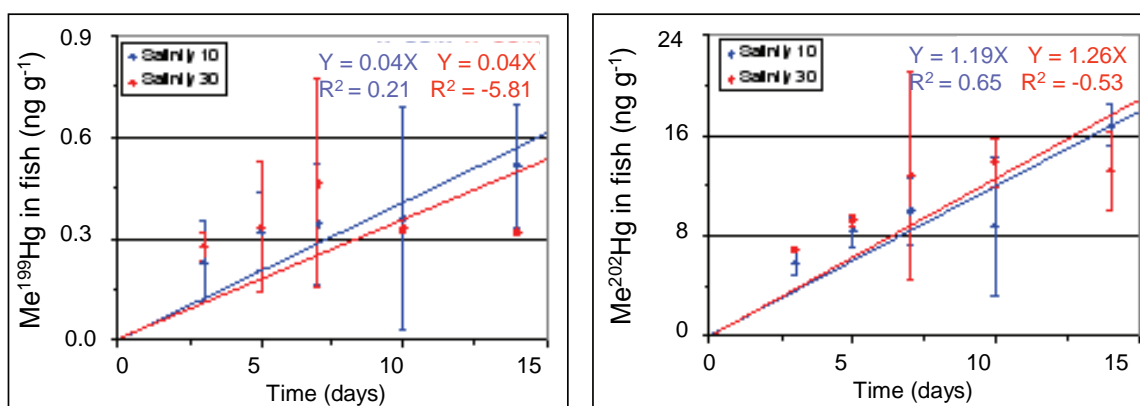 Me¹⁹⁹Hg in fish (ng g⁻¹)
0.9
0.6
0.3
0.0
Salinity 10
Salinity 30
Y = 0.04X Y = 0.04X
R² = 0.21 R² = -5.81
0 5 10 15
Time (days)
Me²⁰²Hg in fish (ng g⁻¹)
24
16
8
0
Salinity 10
Salinity 30
Y = 1.19X Y = 1.26X
R² = 0.65 R² = -0.53
0 5 10 15
Time (days)